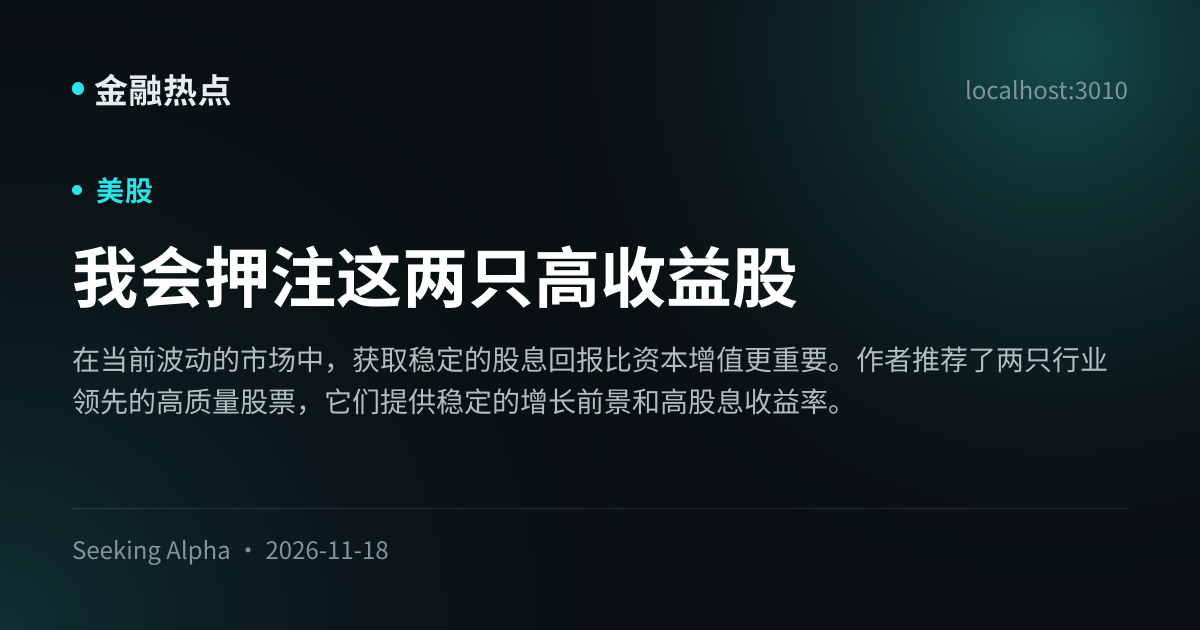 金融热点
localhost:3010
美股
我会押注这两只高收益股
在当前波动的市场中，获取稳定的股息回报比资本增值更重要。作者推荐了两只行业
领先的高质量股票，它们提供稳定的增长前景和高股息收益率。
Seeking Alpha · 2026-11-18